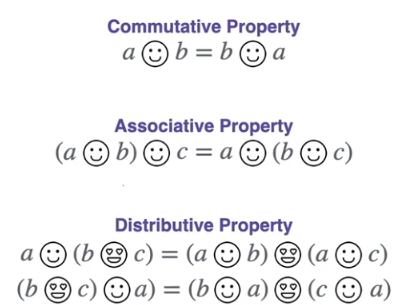 Commutative Property
a 🙂 b = b 🙂 a
Associative Property
(a 🙂 b) 🙂 c = a 🙂 (b 🙂 c)
Distributive Property
a 🙂 (b 😍 c) = (a 🙂 b) 😍 (a 🙂 c)
(b 😍 c) 🙂 a) = (b 🙂 a) 😍 (c 🙂 a)